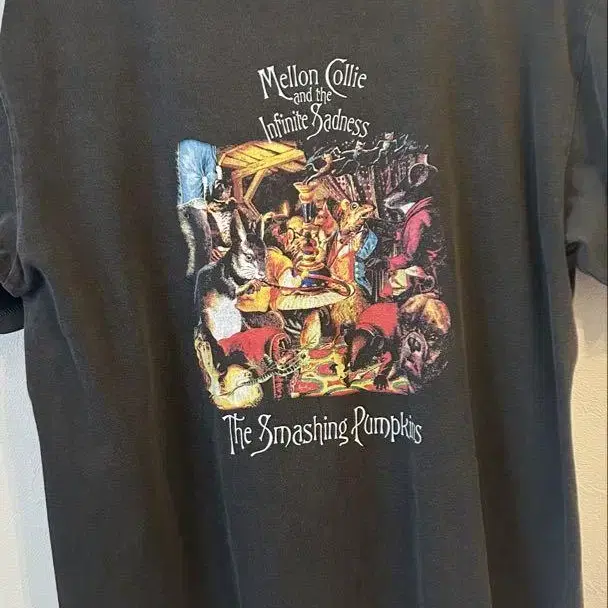 Mellon Collie
and the
Infinite Sadness
The Smashing Pumpkins